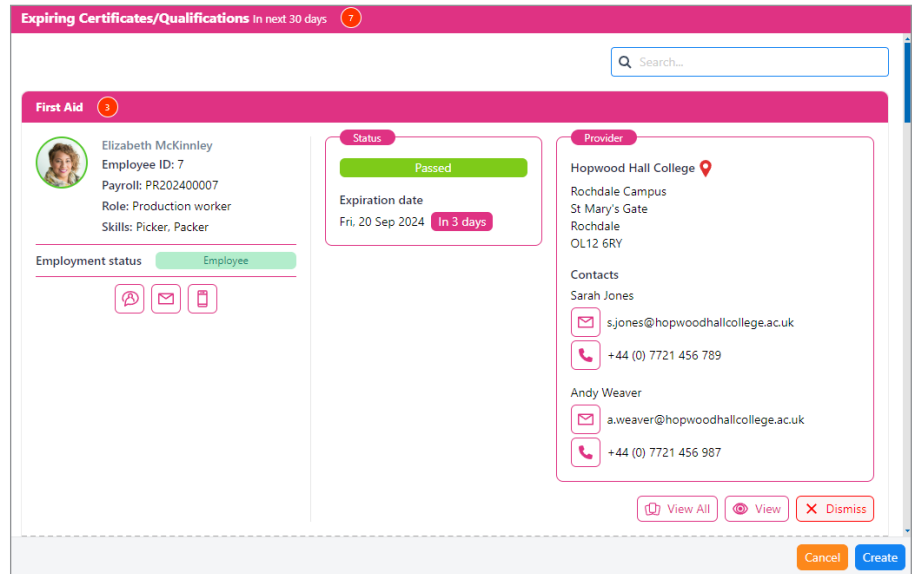 Expiring Certificates/Qualifications In next 30 days 7
Search...
First Aid 3
Elizabeth McKinnley
Employee ID: 7
Payroll: PR202400007
Role: Production worker
Skills: Picker, Packer
Employment status Employee
Status
Passed
Expiration date
Fri, 20 Sep 2024 In 3 days
Provider
Hopwood Hall College
Rochdale Campus
St Mary's Gate
Rochdale
OL12 6RY
Contacts
Sarah Jones
s.jones@hopwoodhallcollege.ac.uk
+44 (0) 7721 456 789
Andy Weaver
a.weaver@hopwoodhallcollege.ac.uk
+44 (0) 7721 456 987
View All View Dismiss
Cancel Create